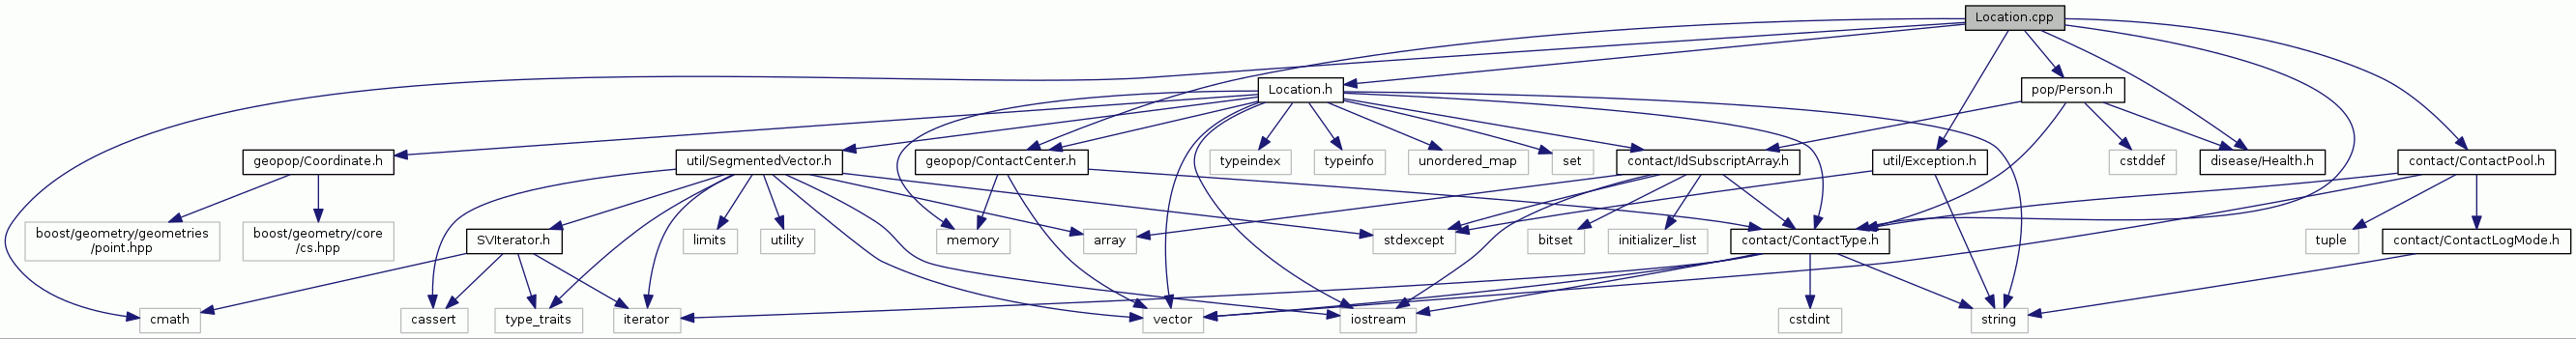 Location.cpp
Location.h
pop/Person.h
geopop/Coordinate.h
util/SegmentedVector.h
geopop/ContactCenter.h
typeindex
typeinfo
unordered_map
set
contact/IdSubscriptArray.h
util/Exception.h
cstddef
disease/Health.h
contact/ContactPool.h
boost/geometry/geometries
/point.hpp
boost/geometry/core
/cs.hpp
SVIterator.h
limits
utility
memory
array
stdexcept
bitset
initializer_list
contact/ContactType.h
tuple
contact/ContactLogMode.h
cmath
cassert
type_traits
iterator
vector
iostream
cstdint
string